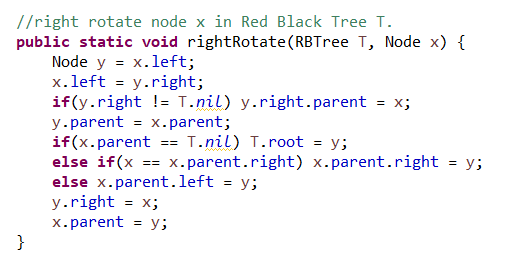 //right rotate node x in Red Black Tree T.
public static void rightRotate(RBTree T, Node x) {
    Node y = x.left;
    x.left = y.right;
    if(y.right != T.nil) y.right.parent = x;
    y.parent = x.parent;
    if(x.parent == T.nil) T.root = y;
    else if(x == x.parent.right) x.parent.right = y;
    else x.parent.left = y;
    y.right = x;
    x.parent = y;
}